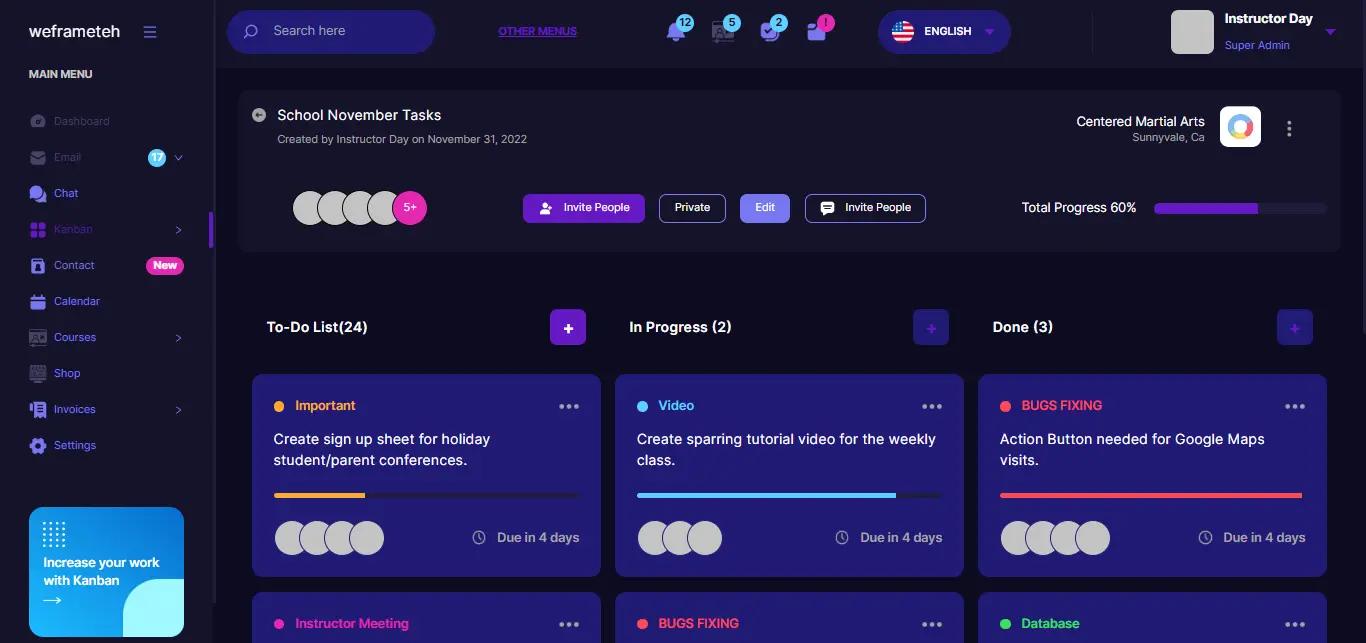 weframeteh
Search here
OTHER MENUS
12
5
2
!
ENGLISH
Instructor Day
Super Admin
MAIN MENU
Dashboard
Email
17
Chat
Kanban
Contact
New
Calendar
Courses
Shop
Invoices
Settings
Increase your work
with Kanban
School November Tasks
Created by Instructor Day on November 31, 2022
Centered Martial Arts
Sunnyvale, Ca
5+
Invite People
Private
Edit
Invite People
Total Progress 60%
To-Do List(24)
+
In Progress (2)
+
Done (3)
+
Important
Create sign up sheet for holiday
student/parent conferences.
Due in 4 days
Video
Create sparring tutorial video for the weekly
class.
Due in 4 days
BUGS FIXING
Action Button needed for Google Maps
visits.
Due in 4 days
Instructor Meeting
BUGS FIXING
Database